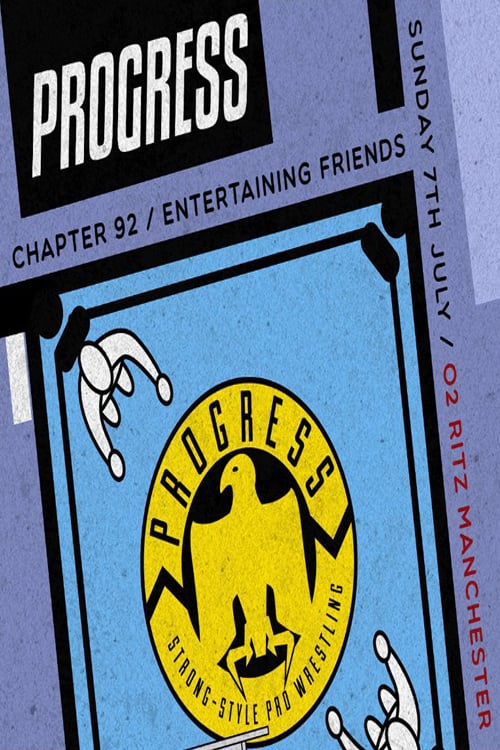 PROGRESS
CHAPTER 92 / ENTERTAINING FRIENDS
SUNDAY 7TH JULY / O2 RITZ MANCHESTER
PROGRESS
STRONG-STYLE PRO WRESTLING